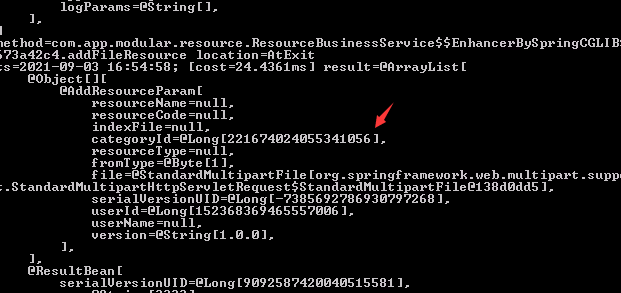 logParams=@String[],
],
]
method=com.app.modular.resource.ResourceBusinessService$$EnhancerBySpringCGLIB$
673a42c4.addFileResource location=AtExit
ts=2021-09-03 16:54:58; [cost=24.4361ms] result=@ArrayList[
@Object[][
@AddResourceParam[
resourceName=null,
resourceCode=null,
indexFile=null,
categoryId=@Long[221674024055341056],
resourceType=null,
fromType=@Byte[1],
file=@StandardMultipartFile[org.springframework.web.multipart.suppo
t.StandardMultipartHttpServletRequest$StandardMultipartFile@138d0dd5],
serialVersionUID=@Long[-7385692786930797268],
userId=@Long[152368369465557006],
userName=null,
version=@String[1.0.0],
],
],
@ResultBean[
serialVersionUID=@Long[9092587420040515581],